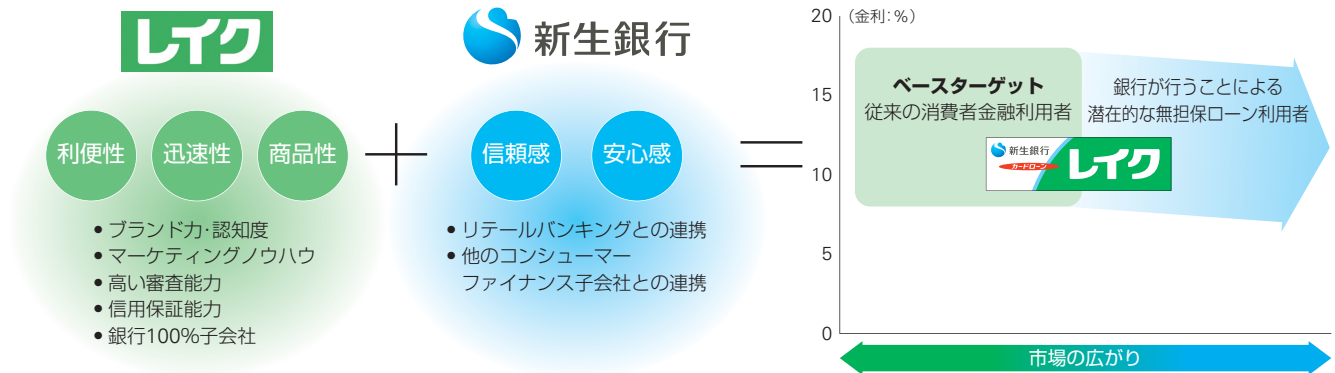 レイク
利便性
迅速性
商品性
• ブランド力・認知度
• マーケティングノウハウ
• 高い審査能力
• 信用保証能力
• 銀行100%子会社
+
新生銀行
信頼感
安心感
• リテールバンキングとの連携
• 他のコンシューマー
ファイナンス子会社との連携
=
(金利:%)
20
15
10
5
0
ベースターゲット
従来の消費者金融利用者
銀行が行うことによる
潜在的な無担保ローン利用者
新生銀行
カードローン
レイク
市場の広がり